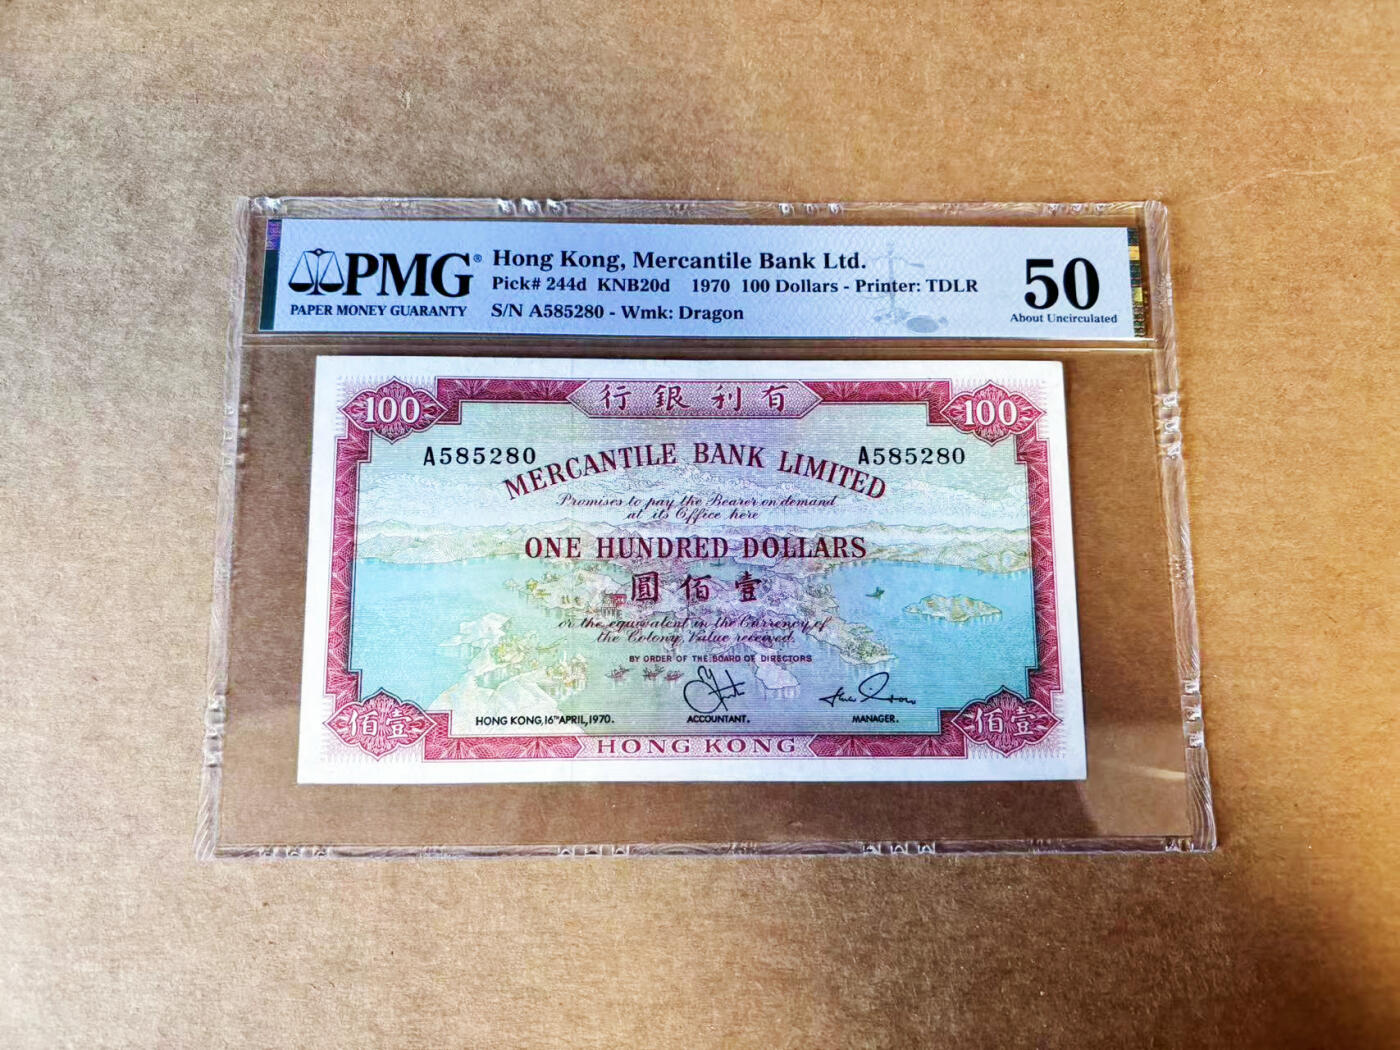 PMG®
PAPER MONEY GUARANTY
Hong Kong, Mercantile Bank Ltd.
Pick# 244d KNB20d 1970 100 Dollars - Printer: TDLR
S/N A585280 - Wmk: Dragon
50
About Uncirculated
100
行銀利有
100
A585280
A585280
MERCANTILE BANK LIMITED
Promises to pay the Bearer on demand
at its Office here
ONE HUNDRED DOLLARS
圓佰壹
or the equivalent in the Currency of
the Colony, Value received.
BY ORDER OF THE BOARD OF DIRECTORS
HONG KONG, 16TH APRIL, 1970.
ACCOUNTANT.
MANAGER.
佰壹
HONG KONG
佰壹